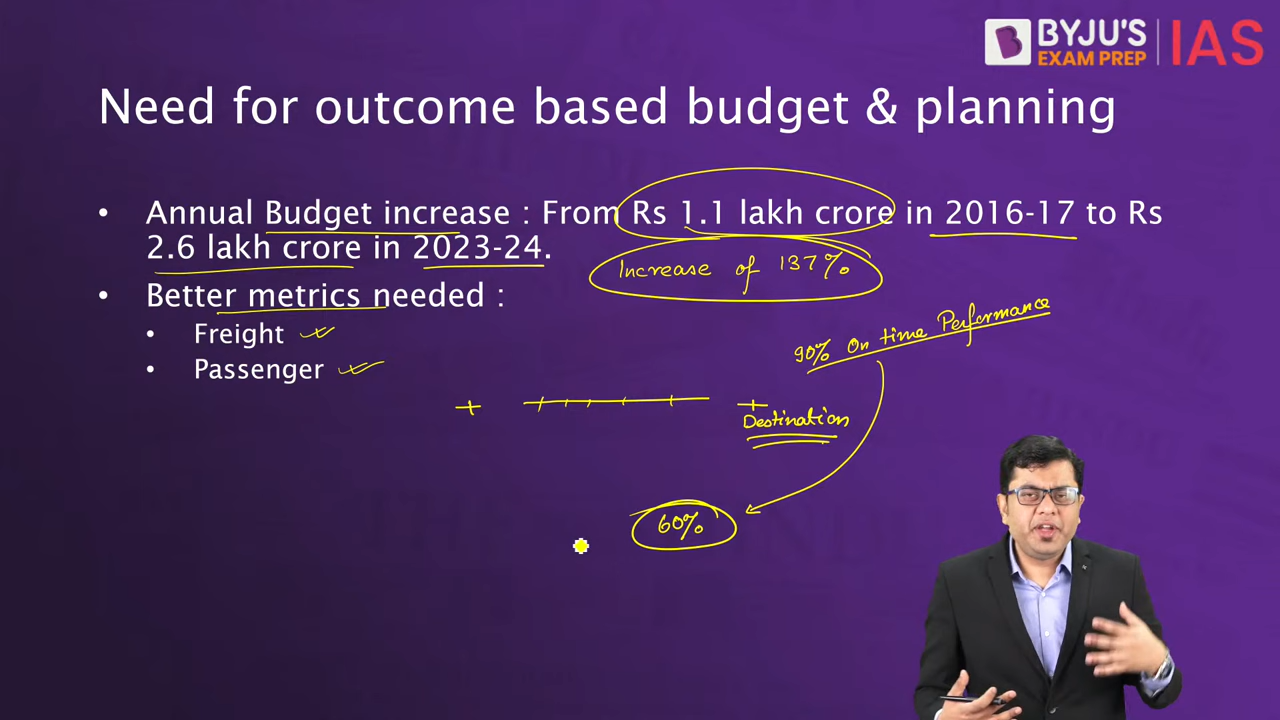 BYJU'S
EXAM PREP
IAS
Need for outcome based budget & planning
• Annual Budget increase : From Rs 1.1 lakh crore in 2016-17 to Rs
2.6 lakh crore in 2023-24.
Increase of 137%
• Better metrics needed :
• Freight
• Passenger
90% On time Performance
Destination
60%